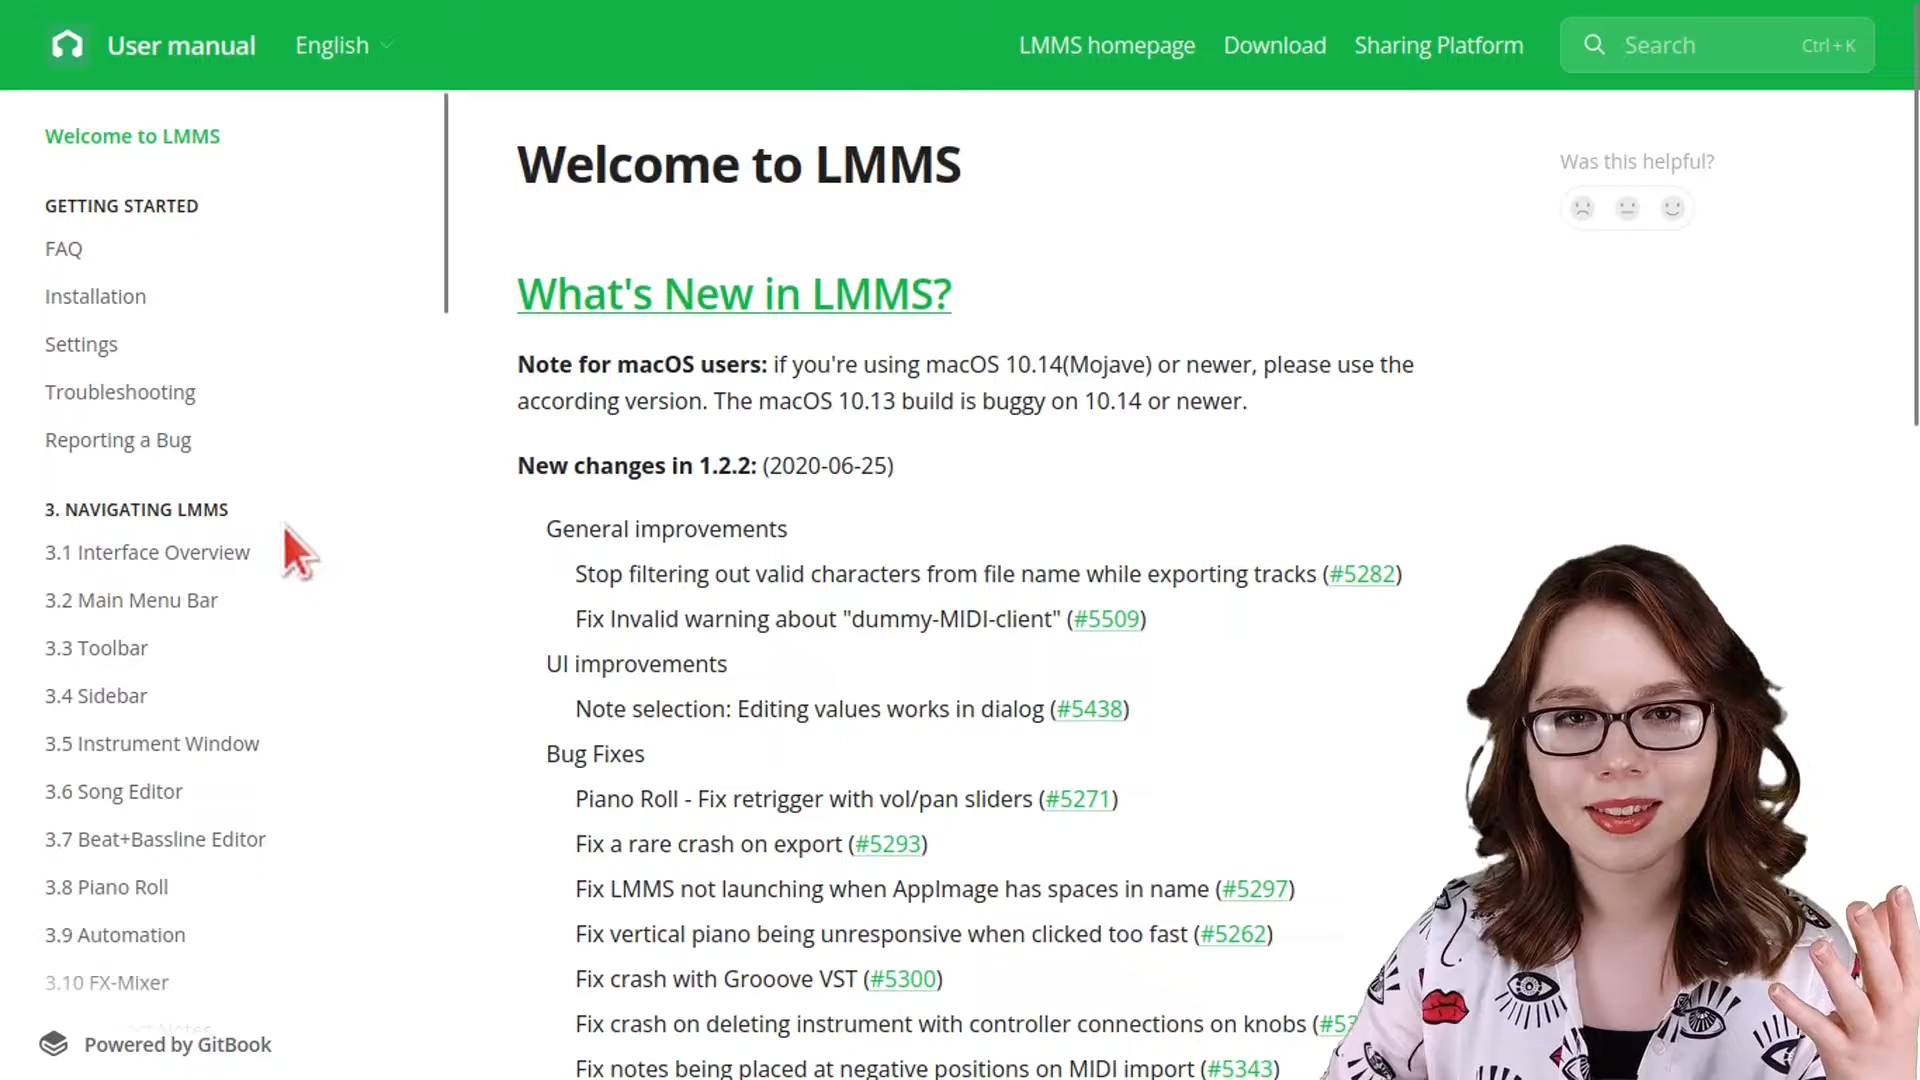 User manual
English
LMMS homepage
Download
Sharing Platform
Search
Ctrl + K
Welcome to LMMS
GETTING STARTED
FAQ
Installation
Settings
Troubleshooting
Reporting a Bug
3. NAVIGATING LMMS
3.1 Interface Overview
3.2 Main Menu Bar
3.3 Toolbar
3.4 Sidebar
3.5 Instrument Window
3.6 Song Editor
3.7 Beat+Bassline Editor
3.8 Piano Roll
3.9 Automation
3.10 FX-Mixer
Notes
Powered by GitBook
Welcome to LMMS
Was this helpful?
What's New in LMMS?
Note for macOS users: if you're using macOS 10.14(Mojave) or newer, please use the
according version. The macOS 10.13 build is buggy on 10.14 or newer.
New changes in 1.2.2: (2020-06-25)
General improvements
Stop filtering out valid characters from file name while exporting tracks (#5282)
Fix Invalid warning about "dummy-MIDI-client" (#5509)
UI improvements
Note selection: Editing values works in dialog (#5438)
Bug Fixes
Piano Roll - Fix retrigger with vol/pan sliders (#5271)
Fix a rare crash on export (#5293)
Fix LMMS not launching when AppImage has spaces in name (#5297)
Fix vertical piano being unresponsive when clicked too fast (#5262)
Fix crash with Grooove VST (#5300)
Fix crash on deleting instrument with controller connections on knobs (#53
Fix notes being placed at negative positions on MIDI import (#5343)